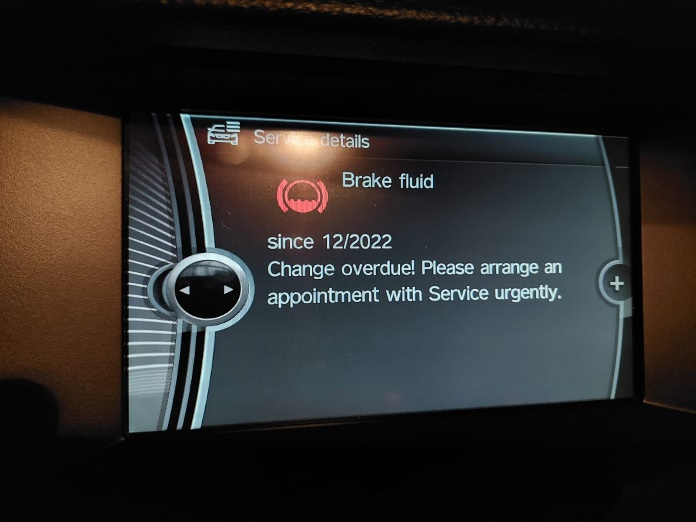 Service details
Brake fluid
since 12/2022
Change overdue! Please arrange an
appointment with Service urgently.